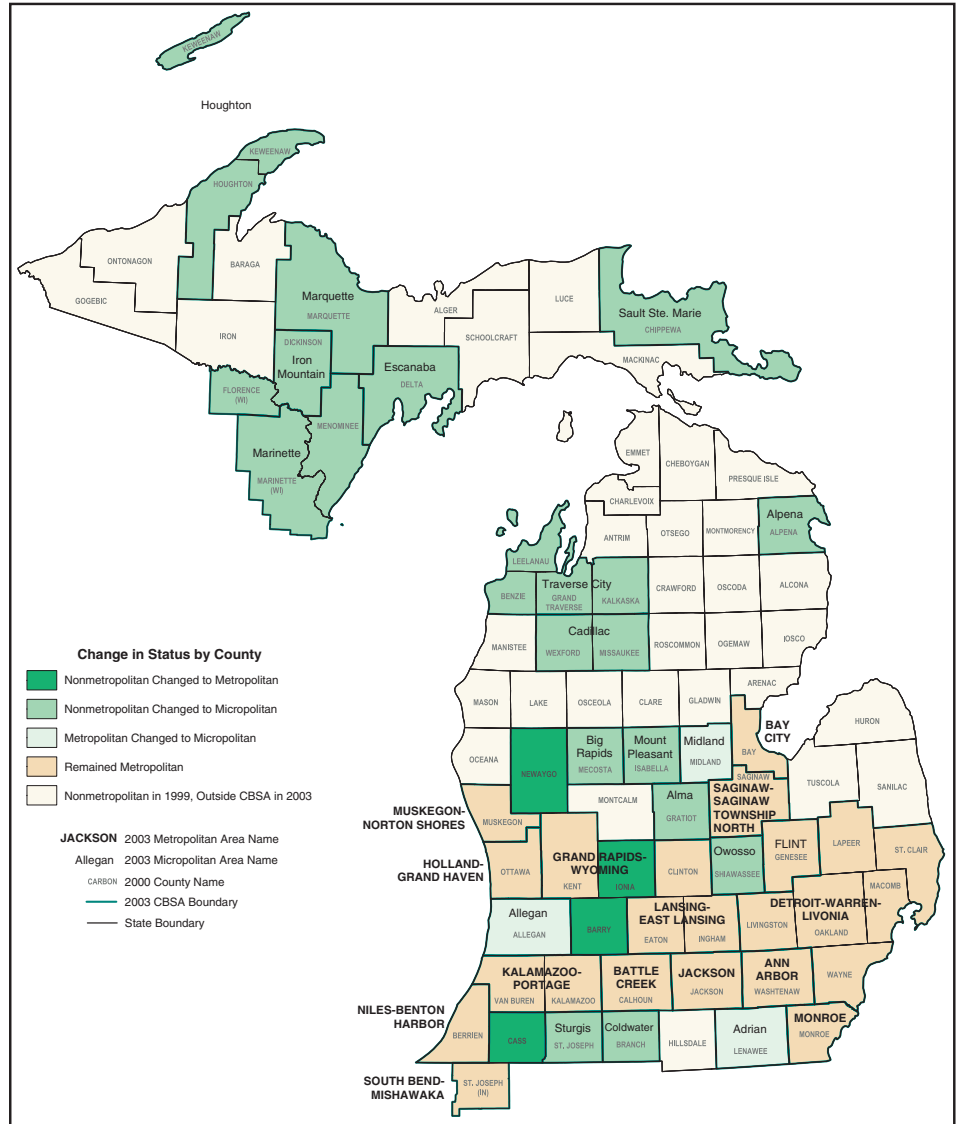 KEWEENAW
Houghton
KEWEENAW
HOUGHTON
ONTONAGON
BARAGA
GOGEBIC
Marquette
MARQUETTE
ALGER
LUCE
Sault Ste. Marie
CHIPPEWA
IRON
DICKINSON
Iron
Mountain
SCHOOLCRAFT
MACKINAC
Escanaba
DELTA
FLORENCE
(WI)
MENOMINEE
Marinette
MARINETTE
(WI)
EMMET
CHEBOYGAN
PRESQUE ISLE
CHARLEVOIX
ANTRIM
OTSEGO
MONTMORENCY
Alpena
ALPENA
LEELANAU
Traverse City
BENZIE
GRAND
TRAVERSE
KALKASKA
CRAWFORD
OSCODA
ALCONA
Cadillac
MANISTEE
WEXFORD
MISSAUKEE
ROSCOMMON
OGEMAW
IOSCO
Change in Status by County
Nonmetropolitan Changed to Metropolitan
Nonmetropolitan Changed to Micropolitan
Metropolitan Changed to Micropolitan
Remained Metropolitan
Nonmetropolitan in 1999, Outside CBSA in 2003
JACKSON 2003 Metropolitan Area Name
Allegan 2003 Micropolitan Area Name
CARBON 2000 County Name
2003 CBSA Boundary
State Boundary
MASON
LAKE
OSCEOLA
CLARE
GLADWIN
ARENAC
HURON
BAY
CITY
BAY
OCEANA
NEWAYGO
Big
Rapids
MECOSTA
Mount
Pleasant
ISABELLA
Midland
MIDLAND
SAGINAW
SAGINAW-
SAGINAW
TOWNSHIP
NORTH
TUSCOLA
SANILAC
MUSKEGON-
NORTON SHORES
MUSKEGON
MONTCALM
Alma
GRATIOT
HOLLAND-
GRAND HAVEN
OTTAWA
GRAND RAPIDS-
WYOMING
KENT
IONIA
CLINTON
Owosso
SHIAWASSEE
FLINT
GENESEE
LAPEER
ST. CLAIR
Allegan
ALLEGAN
BARRY
LANSING-
EAST LANSING
EATON
INGHAM
LIVINGSTON
DETROIT-WARREN-
LIVONIA
OAKLAND
MACOMB
KALAMAZOO-
PORTAGE
VAN BUREN
KALAMAZOO
BATTLE
CREEK
CALHOUN
JACKSON
JACKSON
ANN
ARBOR
WASHTENAW
WAYNE
NILES-BENTON
HARBOR
BERRIEN
CASS
Sturgis
ST. JOSEPH
Coldwater
BRANCH
HILLSDALE
Adrian
LENAWEE
MONROE
MONROE
SOUTH BEND-
MISHAWAKA
ST. JOSEPH
(IN)